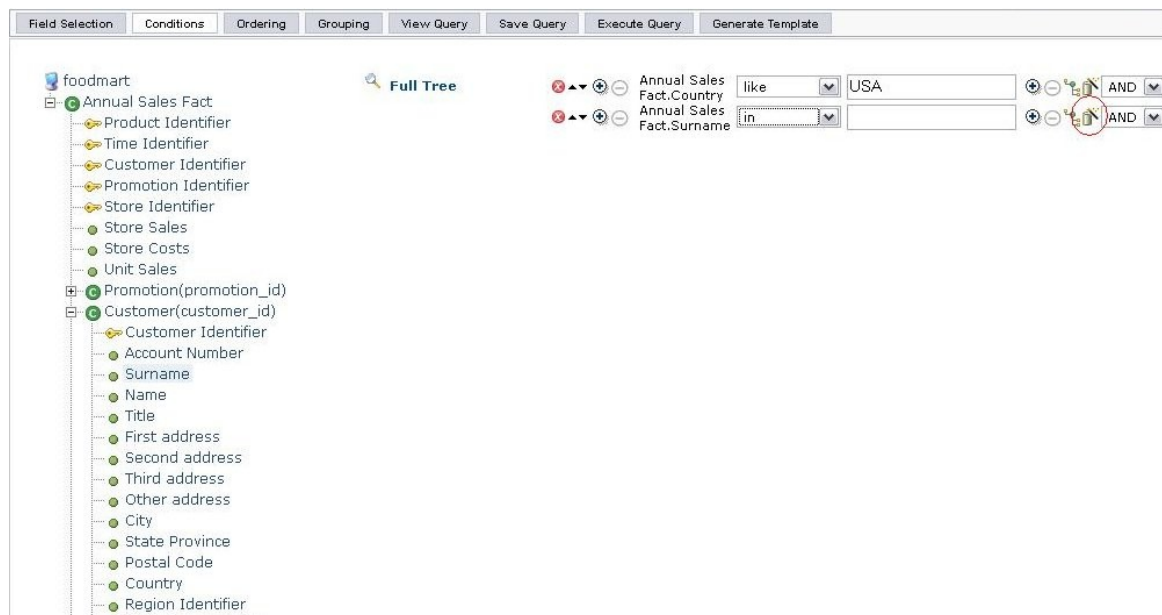 Field Selection Conditions Ordering Grouping View Query Save Query Execute Query Generate Template
foodmart
Annual Sales Fact
Product Identifier
Time Identifier
Customer Identifier
Promotion Identifier
Store Identifier
Store Sales
Store Costs
Unit Sales
Promotion(promotion_id)
Customer(customer_id)
Customer Identifier
Account Number
Surname
Name
Title
First address
Second address
Third address
Other address
City
State Province
Postal Code
Country
Region Identifier
Full Tree
Annual Sales
Fact.Country
like USA AND
Annual Sales
Fact.Surname
in AND